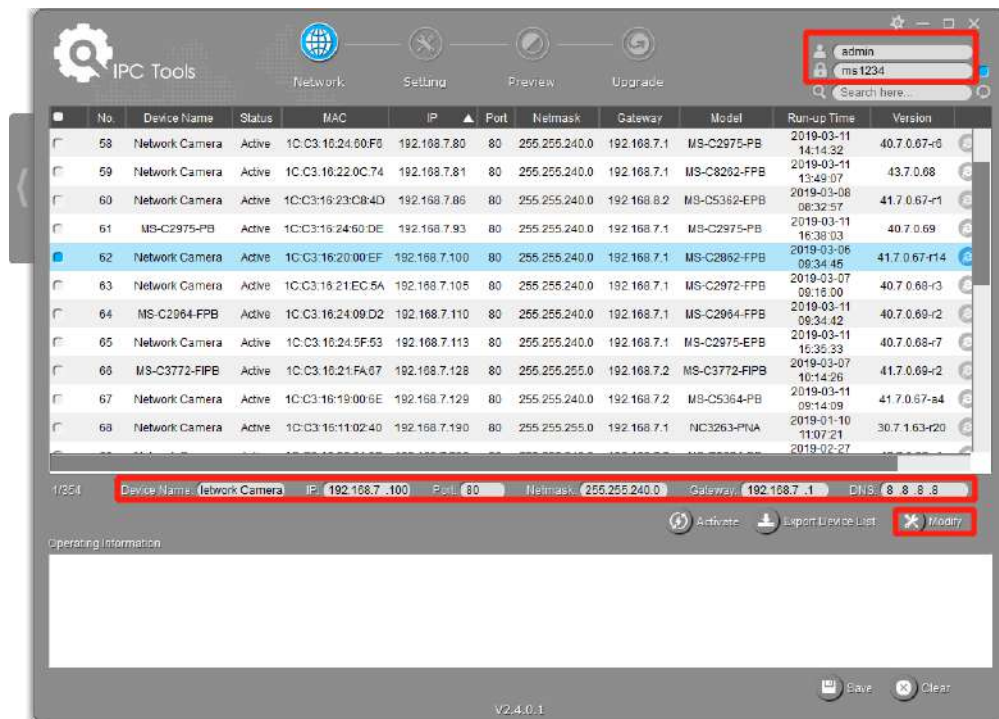 IPC Tools
Network Setting Preview Upgrade
admin
ms1234
Search here...
No. Device Name Status MAC IP Port Netmask Gateway Model Run-up Time Version
58 Network Camera Active 1C:C3:16:24:60:F6 192.168.7.80 80 255.255.240.0 192.168.7.1 MS-C2975-PB 2019-03-11 14:14:32 40.7.0.67-r6
59 Network Camera Active 1C:C3:16:22:0C:74 192.168.7.81 80 255.255.240.0 192.168.7.1 MS-C8262-FPB 2019-03-11 13:49:07 43.7.0.68
60 Network Camera Active 1C:C3:16:23:C8:4D 192.168.7.86 80 255.255.240.0 192.168.8.2 MS-C5362-EPB 2019-03-08 08:32:57 41.7.0.67-r1
61 MS-C2975-PB Active 1C:C3:16:24:60:DE 192.168.7.93 80 255.255.240.0 192.168.7.1 MS-C2975-PB 2019-03-11 16:38:03 40.7.0.69
62 Network Camera Active 1C:C3:16:20:00:EF 192.168.7.100 80 255.255.240.0 192.168.7.1 MS-C2862-FPB 2019-03-06 09:34:45 41.7.0.67-r14
63 Network Camera Active 1C:C3:16:21:EC:5A 192.168.7.105 80 255.255.240.0 192.168.7.1 MS-C2972-FPB 2019-03-07 09:16:00 40.7.0.68-r3
64 MS-C2964-FPB Active 1C:C3:16:24:09:D2 192.168.7.110 80 255.255.240.0 192.168.7.1 MS-C2964-FPB 2019-03-11 09:34:42 40.7.0.69-r2
65 Network Camera Active 1C:C3:16:24:5F:53 192.168.7.113 80 255.255.240.0 192.168.7.1 MS-C2975-EPB 2019-03-11 15:35:33 40.7.0.68-r7
66 MS-C3772-FIPB Active 1C:C3:16:21:FA:67 192.168.7.128 80 255.255.255.0 192.168.7.2 MS-C3772-FIPB 2019-03-07 10:14:26 41.7.0.69-r2
67 Network Camera Active 1C:C3:16:19:00:6E 192.168.7.129 80 255.255.240.0 192.168.7.2 MS-C5364-PB 2019-03-11 09:14:09 41.7.0.67-a4
68 Network Camera Active 1C:C3:16:11:02:40 192.168.7.190 80 255.255.255.0 192.168.7.1 NC3263-PNA 2019-01-10 11:07:21 30.7.1.63-r20
2019-02-27
1/354 Device Name: letwork Camera IP: 192.168.7 .100 Port: 80 Netmask: 255.255.240.0 Gateway: 192.168.7 .1 DNS: 8 .8 .8 .8
Activate Export Device List Modify
Operating Information
Save Clear
V2.4.0.1